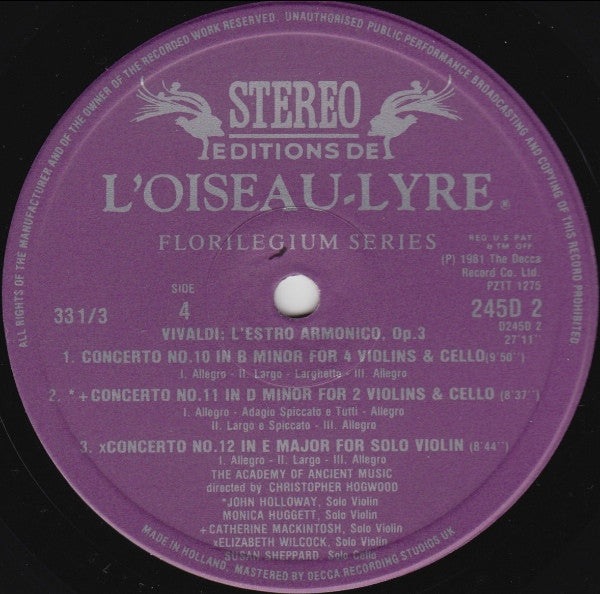 ALL RIGHTS OF THE MANUFACTURER AND OF THE OWNER OF THE RECORDED WORK RESERVED. UNAUTHORISED PUBLIC PERFORMANCE BROADCASTING AND COPYING OF THIS RECORD PROHIBITED
STEREO
EDITIONS DE
L'OISEAU-LYRE ®
FLORILEGIUM SERIES
REG. U.S. PAT
& TM. OFF.
(P) 1981 The Decca
Record Co. Ltd.
PZTT 1275
33 1/3
SIDE
4
245D 2
D245D 2
27'11"
VIVALDI: L'ESTRO ARMONICO, Op.3
1. CONCERTO NO.10 IN B MINOR FOR 4 VIOLINS & CELLO (9'50'')
I. Allegro - II. Largo - Larghetto - III. Allegro
2. *+CONCERTO NO.11 IN D MINOR FOR 2 VIOLINS & CELLO (8'37'')
I. Allegro - Adagio Spiccato e Tutti - Allegro
II. Largo e Spiccato - III. Allegro
3. xCONCERTO NO.12 IN E MAJOR FOR SOLO VIOLIN (8'44'')
I. Allegro - II. Largo - III. Allegro
THE ACADEMY OF ANCIENT MUSIC
directed by CHRISTOPHER HOGWOOD
*JOHN HOLLOWAY, Solo Violin
MONICA HUGGETT, Solo Violin
+CATHERINE MACKINTOSH, Solo Violin
xELIZABETH WILCOCK, Solo Violin
SUSAN SHEPPARD, Solo Cello
MADE IN HOLLAND, MASTERED BY DECCA RECORDING STUDIOS UK